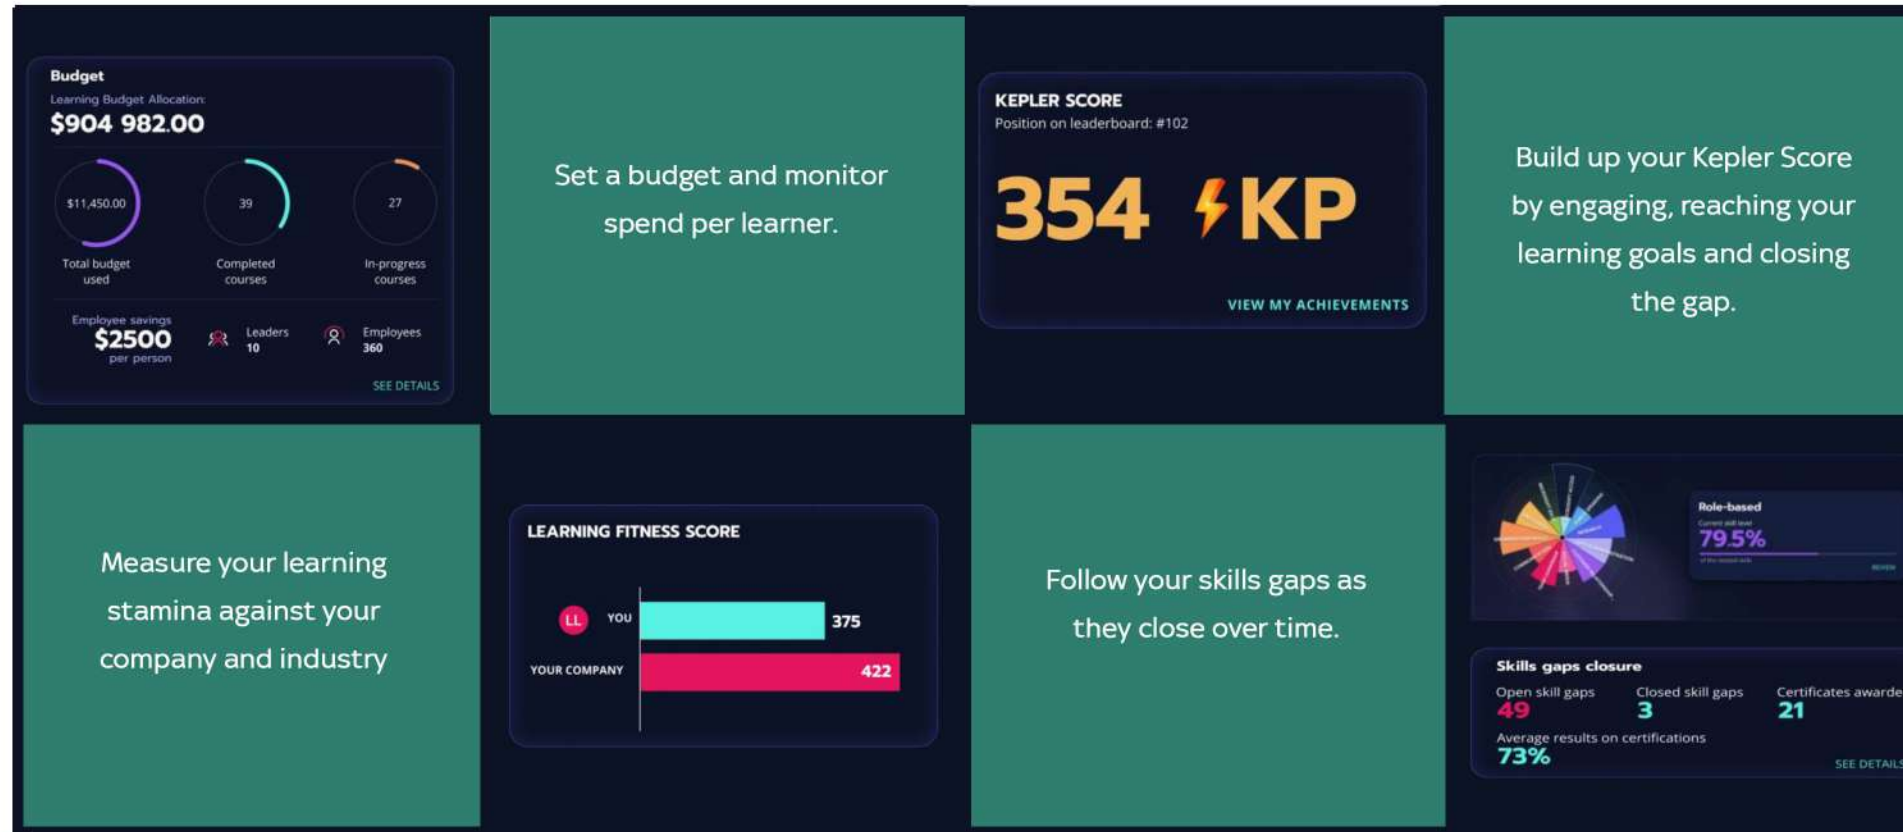 Budget
Learning Budget Allocation:
$904 982.00
$11,450.00
39
27
Total budget
used
Completed
courses
In-progress
courses
Employee savings
$2500
per person
Leaders
10
Employees
360
SEE DETAILS
Set a budget and monitor
spend per learner.
KEPLER SCORE
Position on leaderboard: #102
354 ⚡KP
VIEW MY ACHIEVEMENTS
Build up your Kepler Score
by engaging, reaching your
learning goals and closing
the gap.
Measure your learning
stamina against your
company and industry
LEARNING FITNESS SCORE
LL YOU 375
YOUR COMPANY 422
Follow your skills gaps as
they close over time.
Role-based
Current skill level
79.5%
REVIEW
Skills gaps closure
Open skill gaps
49
Closed skill gaps
3
Certificates awarde
21
Average results on certifications
73%
SEE DETAILS